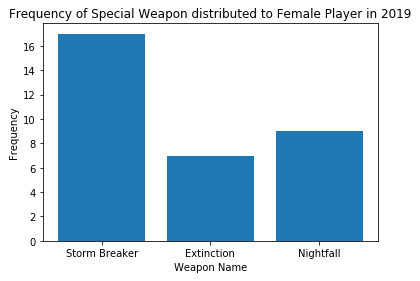 Frequency of Special Weapon distributed to Female Player in 2019
16
14
12
10
8
6
4
2
0
Frequency
Storm Breaker Extinction Nightfall
Weapon Name